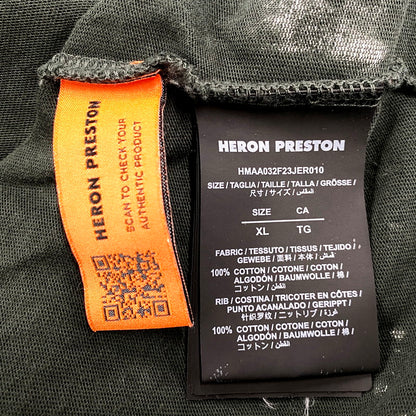 HERON PRESTON
SCAN TO CHECK YOUR
AUTHENTIC PRODUCT
HERON PRESTON
HMAA032F23JER010
SIZE / TAGLIA / TAILLE / TALLA / GRÖSSE /
尺寸 / サイズ / المقاس
SIZE CA
XL TG
FABRIC / TESSUTO / TISSUS / TEJIDO /
GEWEBE / 面料 / 本体 / القماش
100% COTTON / COTONE / COTON /
ALGODÓN / BAUMWOLLE / 棉 /
コットン / القطن
RIB / COSTINA / TRICOTER EN CÔTES /
PUNTO ACANALADO / GERIPPT /
针织罗纹 / ニットリブ /
100% COTTON / COTONE / COTON /
ALGODÓN / BAUMWOLLE / 棉 /
コットン / القطن